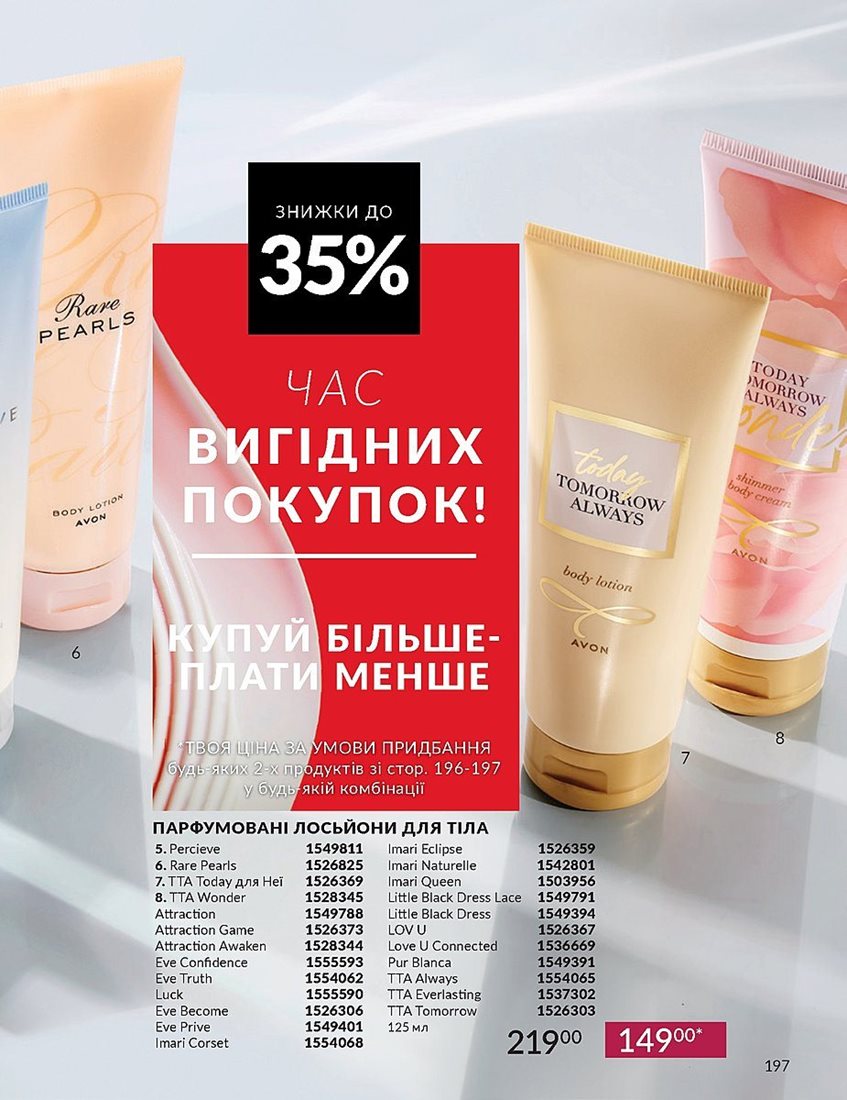 Rare
PEARLS
BODY LOTION
AVON
6
ЗНИЖКИ ДО
35%
ЧАС
ВИГІДНИХ
ПОКУПОК!
КУПУЙ БІЛЬШЕ-
ПЛАТИ МЕНШЕ
*ТВОЯ ЦІНА ЗА УМОВИ ПРИДБАННЯ
будь-яких 2-х продуктів зі стор. 196-197
у будь-якій комбінації
today
TOMORROW
ALWAYS
body lotion
AVON
7
TODAY
TOMORROW
ALWAYS
wonder
shimmer
body cream
AVON
8
ПАРФУМОВАНІ ЛОСЬЙОНИ ДЛЯ ТІЛА
5. Percieve 1549811
6. Rare Pearls 1526825
7. TTA Today для Неї 1526369
8. TTA Wonder 1528345
Attraction 1549788
Attraction Game 1526373
Attraction Awaken 1528344
Eve Confidence 1555593
Eve Truth 1554062
Luck 1555590
Eve Become 1526306
Eve Prive 1549401
Imari Corset 1554068
Imari Eclipse 1526359
Imari Naturelle 1542801
Imari Queen 1503956
Little Black Dress Lace 1549791
Little Black Dress 1549394
LOV U 1526367
Love U Connected 1536669
Pur Blanca 1549391
TTA Always 1554065
TTA Everlasting 1537302
TTA Tomorrow 1526303
125 мл
21900
14900*
197